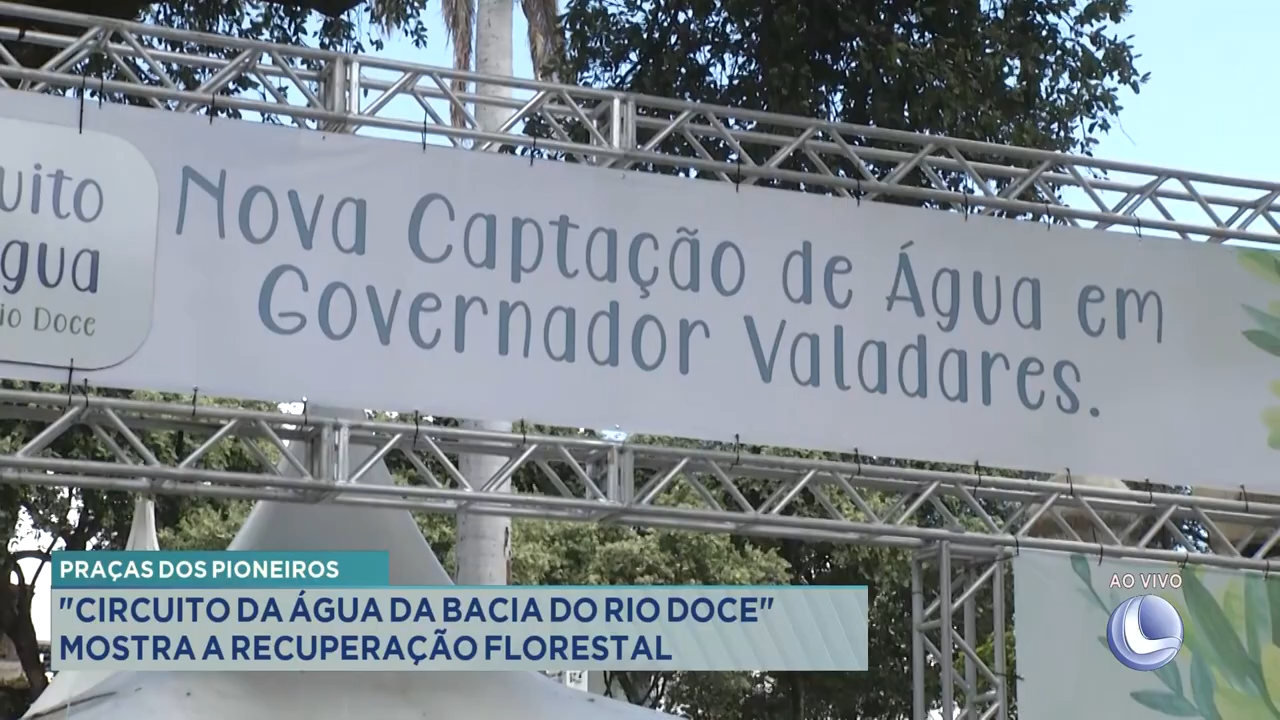 uito
gua
io Doce
Nova Captação de Água em
Governador Valadares.
PRAÇAS DOS PIONEIROS
"CIRCUITO DA ÁGUA DA BACIA DO RIO DOCE"
MOSTRA A RECUPERAÇÃO FLORESTAL
AO VIVO